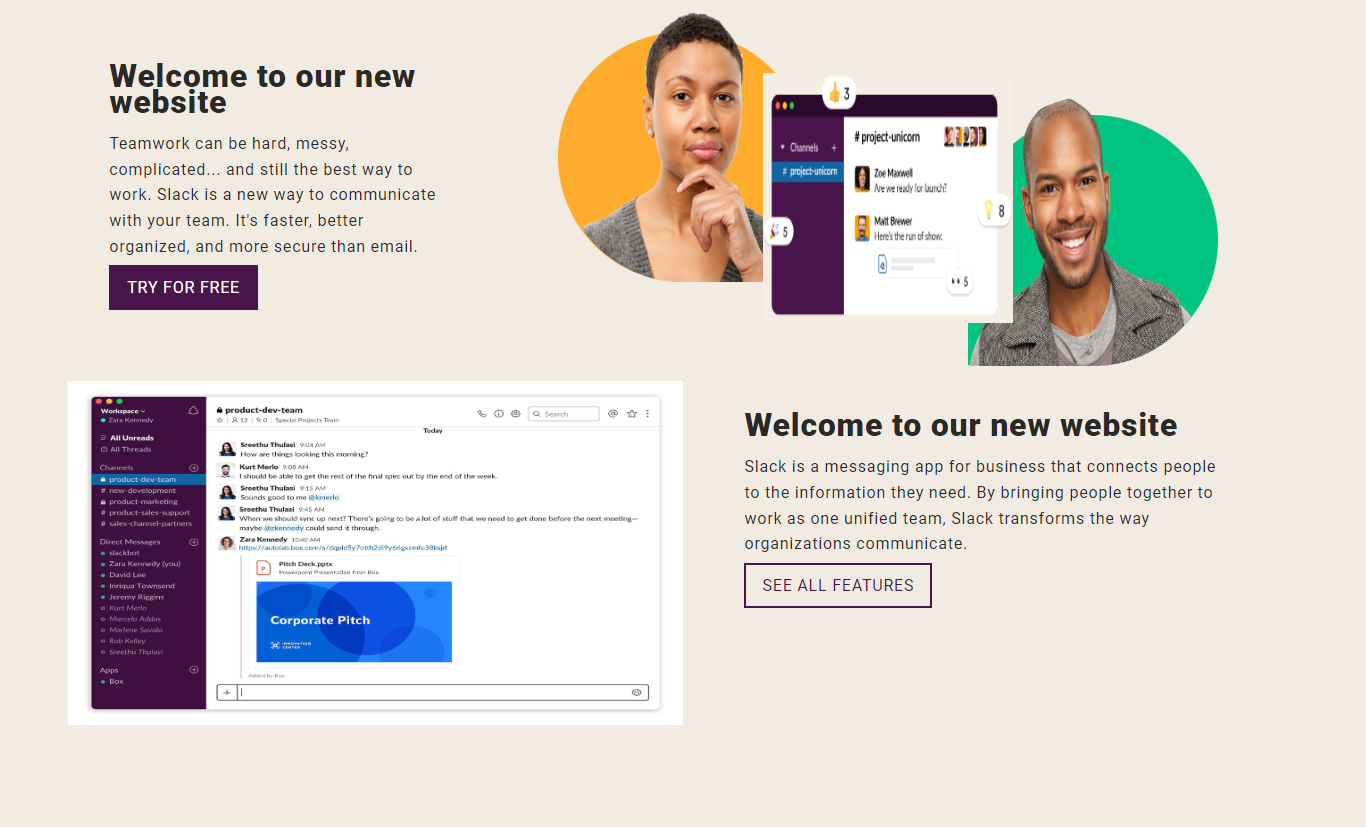 Welcome to our new
website
Teamwork can be hard, messy,
complicated... and still the best way to
work. Slack is a new way to communicate
with your team. It's faster, better
organized, and more secure than email.
TRY FOR FREE
3
# project-unicorn
Channels +
# project-unicorn
Zoe Maxwell
Are we ready for launch?
8
Matt Brewer
Here's the run of show:
5
5
Workspace
Zara Kennedy
All Unreads
All Threads
Channels
product-dev-team
# new-development
product-marketing
# product-sales-support
# sales-channel-partners
Direct Messages
slackbot
Zara Kennedy (you)
David Lee
Inriqua Townsend
Jeremy Riggins
Kurt Merlo
Marcelo Addas
Marlene Savala
Rob Kelley
Sreethu Thulasi
Apps
Box
product-dev-team
12 | 0 | Special Projects Team
Search
Today
Sreethu Thulasi 9:04 AM
How are things looking this morning?
Kurt Merlo 9:08 AM
I should be able to get the rest of the final spec out by the end of the week.
Sreethu Thulasi 9:15 AM
Sounds good to me @kmerlo
Sreethu Thulasi 9:45 AM
When we should sync up next? There's going to be a lot of stuff that we need to get done before the next meeting—
maybe @zkennedy could send it through.
Zara Kennedy 10:40 AM
P
Pitch Deck.pptx
Powerpoint Presentation from Box
Corporate Pitch
INNOVATION
CENTER
Added by Box
+
Welcome to our new website
Slack is a messaging app for business that connects people
to the information they need. By bringing people together to
work as one unified team, Slack transforms the way
organizations communicate.
SEE ALL FEATURES